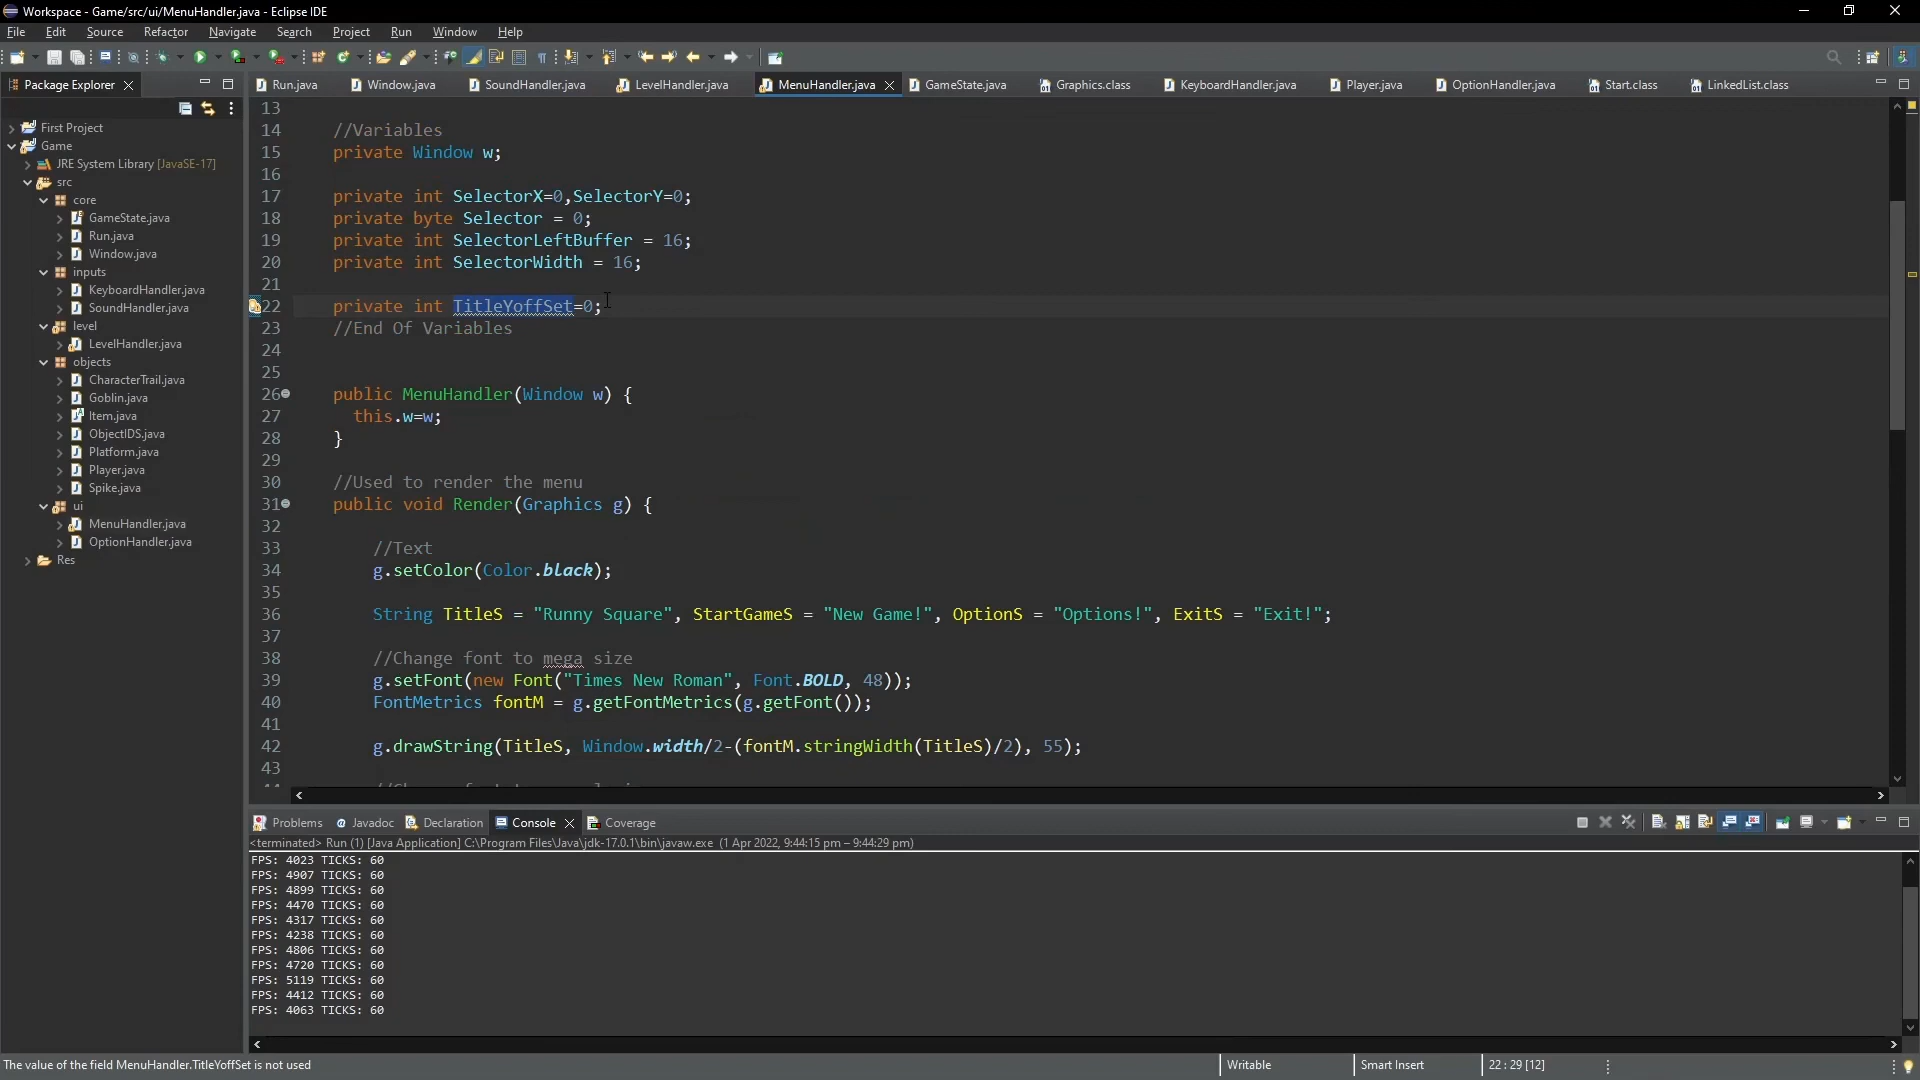 Workspace - Game/src/ui/MenuHandler.java - Eclipse IDE
File Edit Source Refactor Navigate Search Project Run Window Help
Package Explorer
Run.java Window.java SoundHandler.java LevelHandler.java MenuHandler.java GameState.java Graphics.class KeyboardHandler.java Player.java OptionHandler.java Start.class LinkedList.class
First Project
Game
JRE System Library [JavaSE-17]
src
core
GameState.java
Run.java
Window.java
inputs
KeyboardHandler.java
SoundHandler.java
level
LevelHandler.java
objects
CharacterTrail.java
Goblin.java
Item.java
ObjectIDS.java
Platform.java
Player.java
Spike.java
ui
MenuHandler.java
OptionHandler.java
Res
13
14 //Variables
15 private Window w;
16
17 private int SelectorX=0,SelectorY=0;
18 private byte Selector = 0;
19 private int SelectorLeftBuffer = 16;
20 private int SelectorWidth = 16;
21
22 private int TitleYoffSet=0;
23 //End Of Variables
24
25
26 public MenuHandler(Window w) {
27 this.w=w;
28 }
29
30 //Used to render the menu
31 public void Render(Graphics g) {
32
33 //Text
34 g.setColor(Color.black);
35
36 String TitleS = "Runny Square", StartGameS = "New Game!", OptionS = "Options!", ExitS = "Exit!";
37
38 //Change font to mega size
39 g.setFont(new Font("Times New Roman", Font.BOLD, 48));
40 FontMetrics fontM = g.getFontMetrics(g.getFont());
41
42 g.drawString(TitleS, Window.width/2-(fontM.stringWidth(TitleS)/2), 55);
43
Problems Javadoc Declaration Console Coverage
<terminated> Run (1) [Java Application] C:\Program Files\Java\jdk-17.0.1\bin\javaw.exe (1 Apr 2022, 9:44:15 pm – 9:44:29 pm)
FPS: 4023 TICKS: 60
FPS: 4907 TICKS: 60
FPS: 4899 TICKS: 60
FPS: 4470 TICKS: 60
FPS: 4317 TICKS: 60
FPS: 4238 TICKS: 60
FPS: 4806 TICKS: 60
FPS: 4720 TICKS: 60
FPS: 5119 TICKS: 60
FPS: 4412 TICKS: 60
FPS: 4063 TICKS: 60
The value of the field MenuHandler.TitleYoffSet is not used Writable Smart Insert 22 : 29 [12]